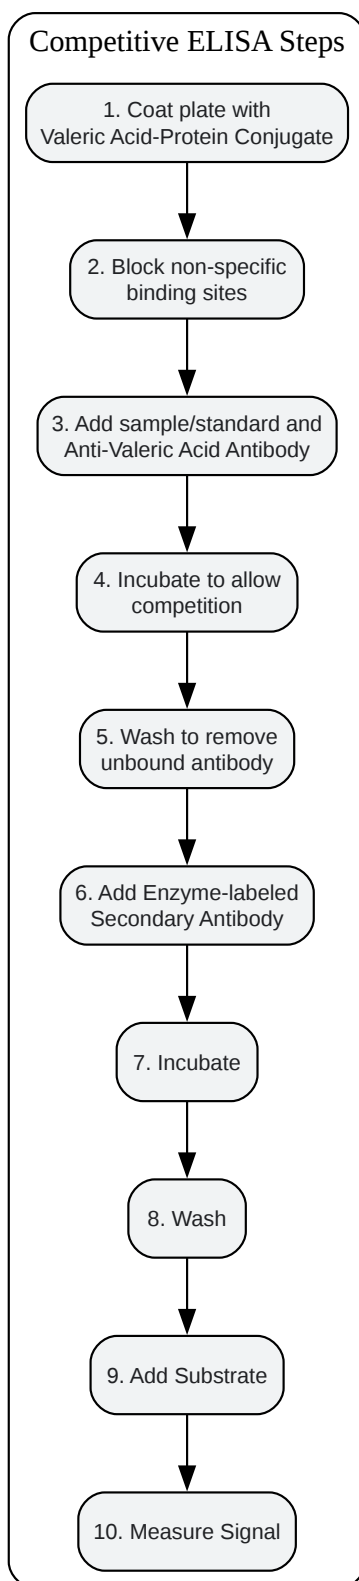 Competitive ELISA Steps
1. Coat plate with
Valeric Acid-Protein Conjugate
2. Block non-specific
binding sites
3. Add sample/standard and
Anti-Valeric Acid Antibody
4. Incubate to allow
competition
5. Wash to remove
unbound antibody
6. Add Enzyme-labeled
Secondary Antibody
7. Incubate
8. Wash
9. Add Substrate
10. Measure Signal